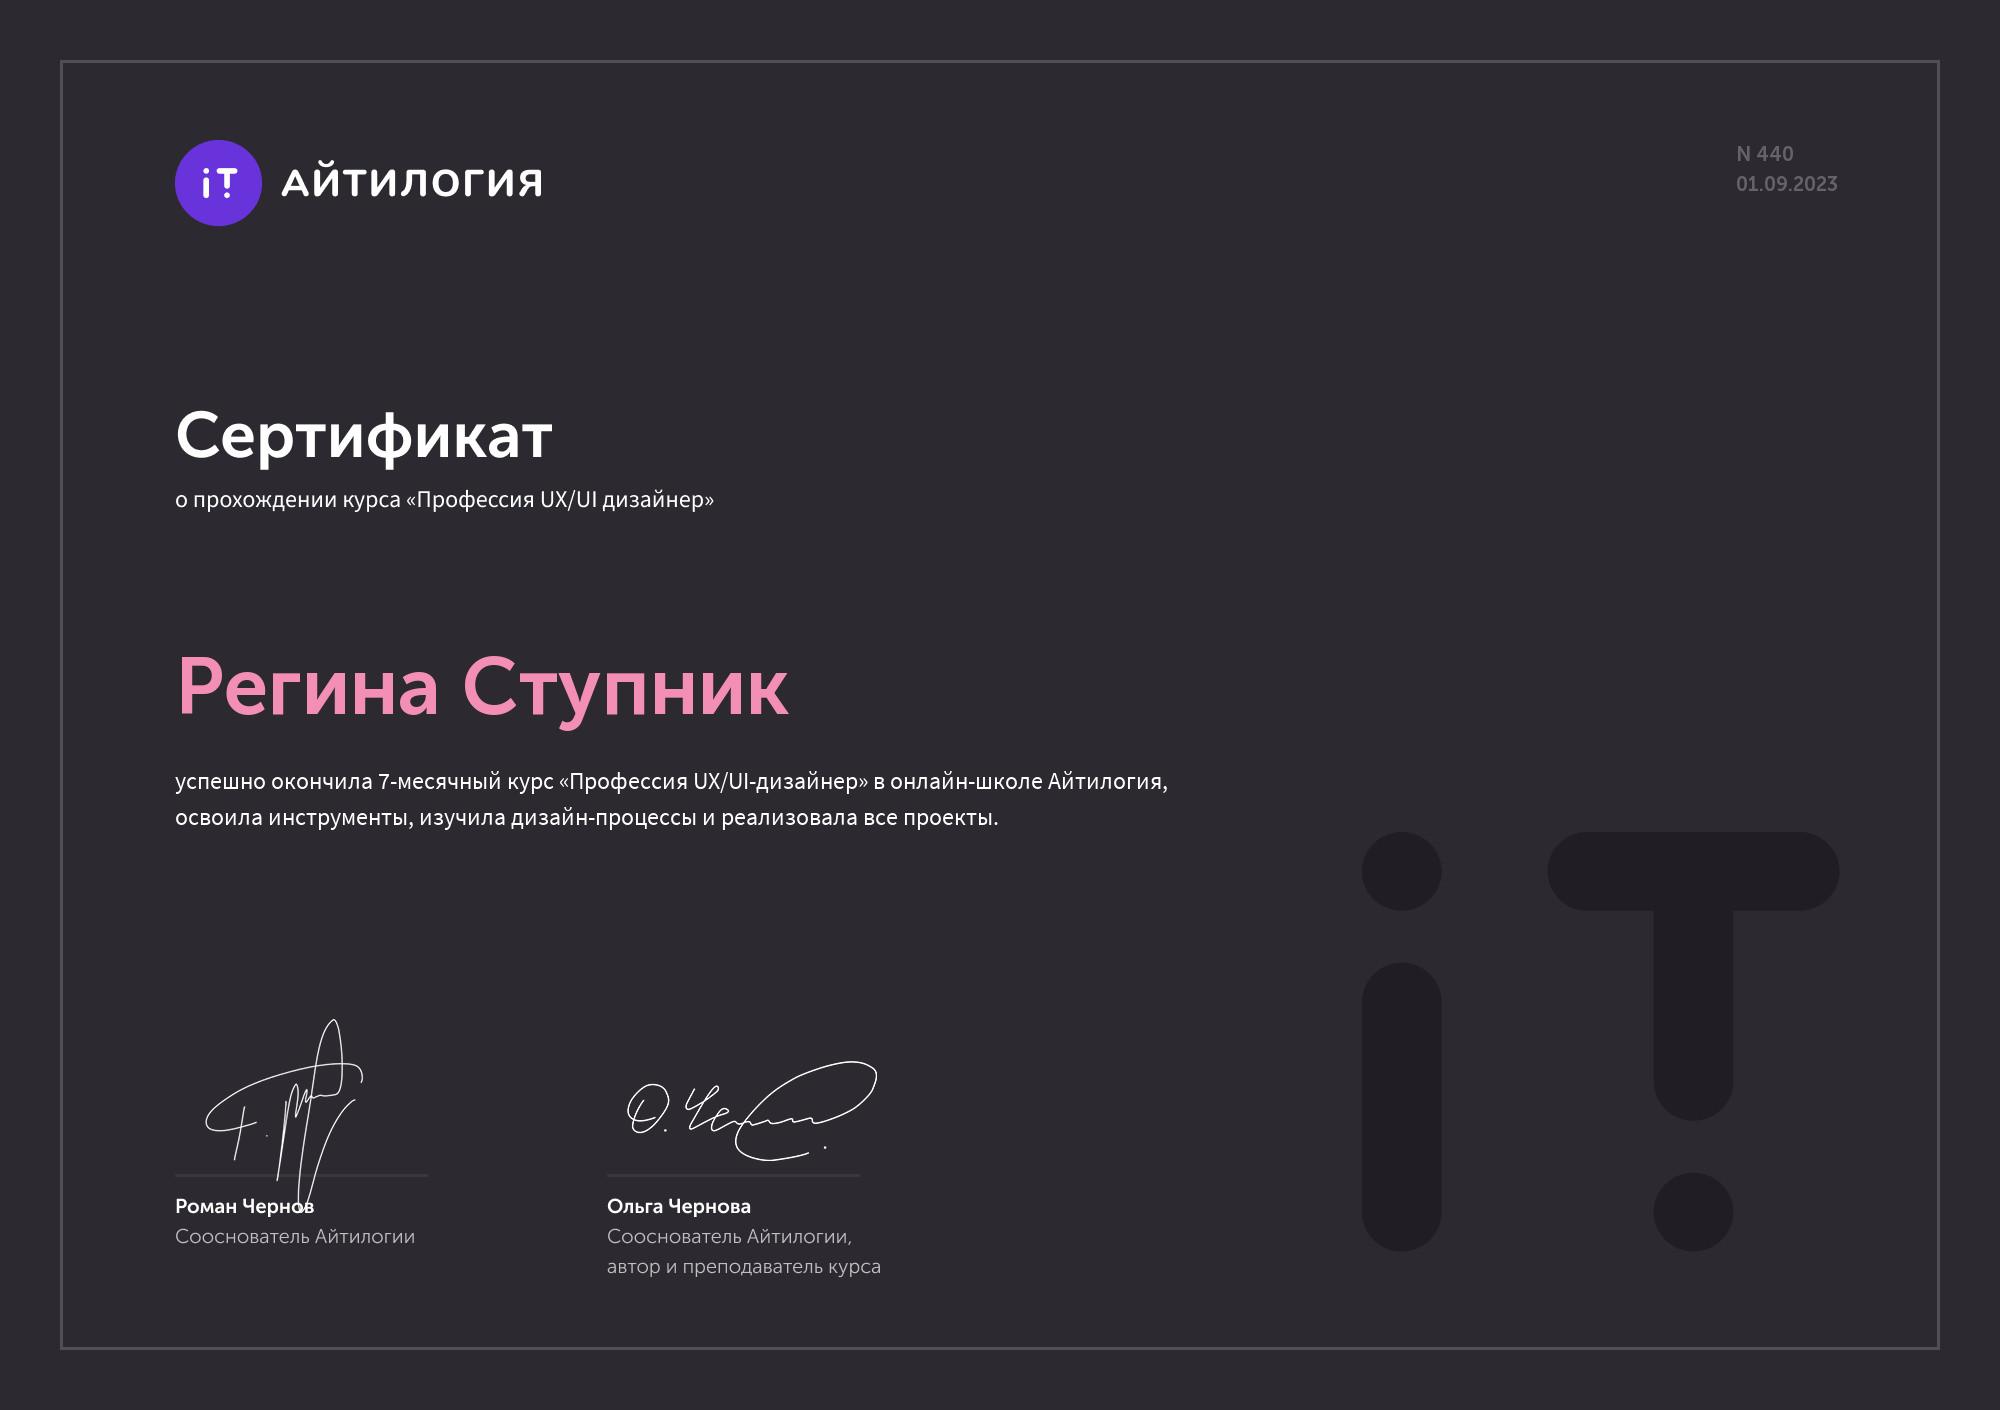 iT АЙТИЛОГИЯ
N 440
01.09.2023
Сертификат
о прохождении курса «Профессия UX/UI дизайнер»
Регина Ступник
успешно окончила 7-месячный курс «Профессия UX/UI-дизайнер» в онлайн-школе Айтилогия,
освоила инструменты, изучила дизайн-процессы и реализовала все проекты.
iT
Роман Чернов
Сооснователь Айтилогии
Ольга Чернова
Сооснователь Айтилогии,
автор и преподаватель курса